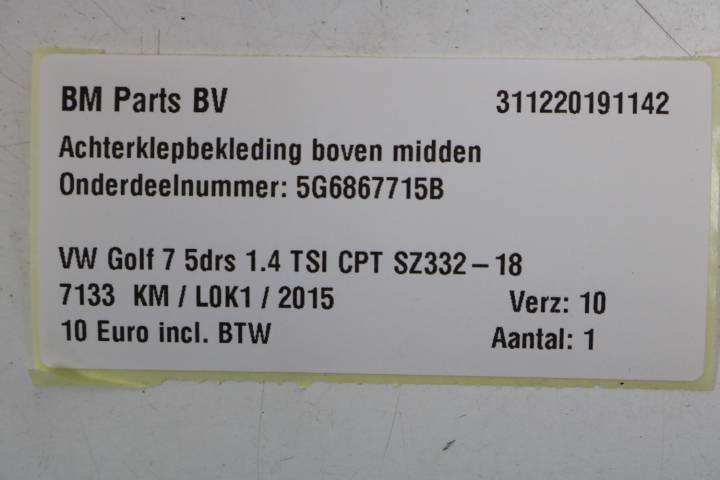 BM Parts BV 311220191142
Achterklepbekleding boven midden
Onderdeelnummer: 5G6867715B
VW Golf 7 5drs 1.4 TSI CPT SZ332-18
7133 KM / L0K1 / 2015 Verz: 10
10 Euro incl. BTW Aantal: 1